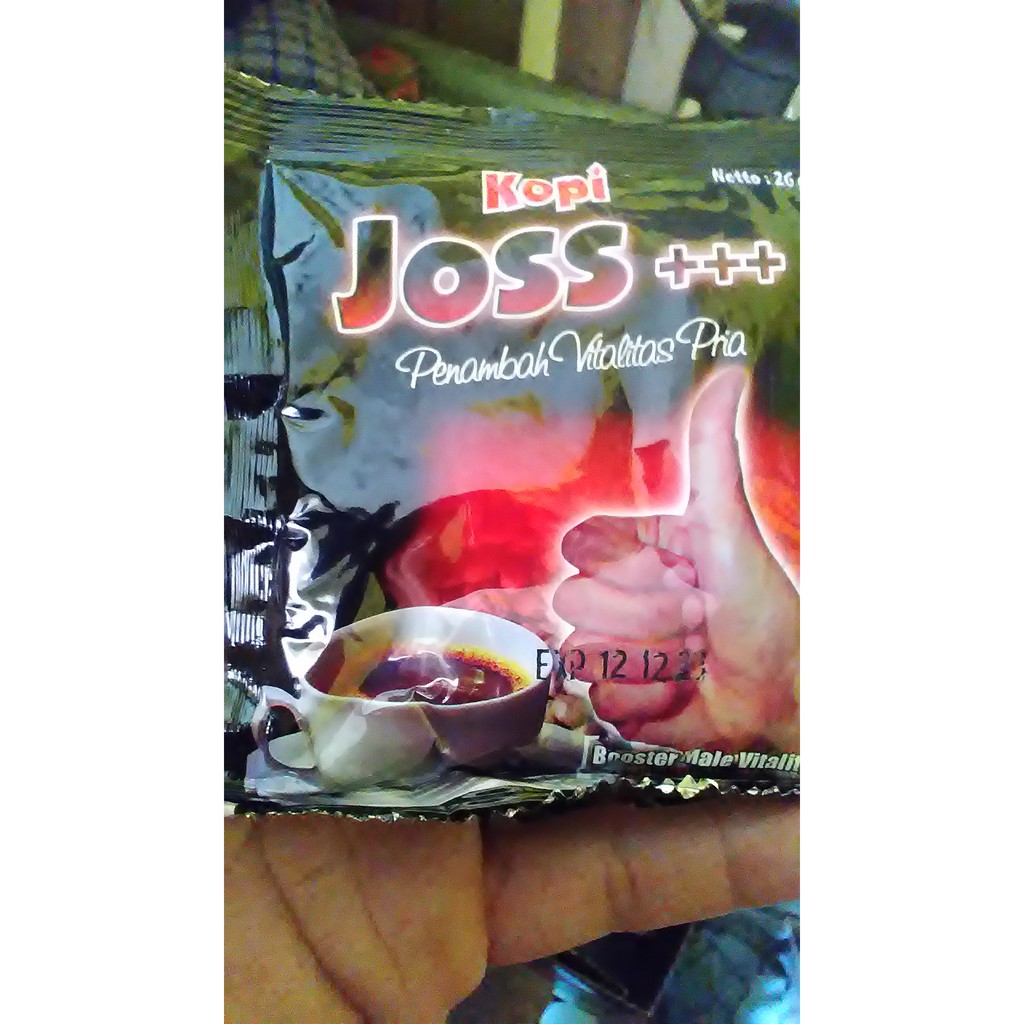 Kopi
Netto : 26
Joss +++
Penambah Vitalitas Pria
EXP 12 12 23
Booster Male Vitalit